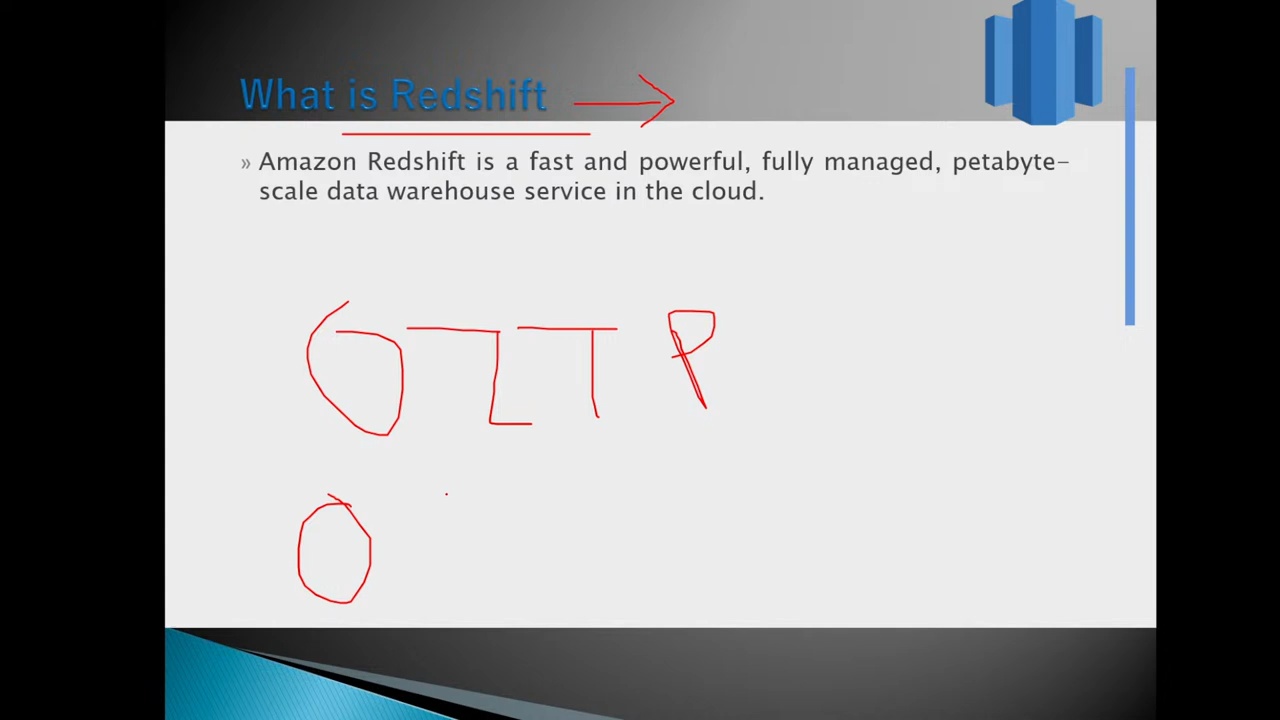 What is Redshift
» Amazon Redshift is a fast and powerful, fully managed, petabyte-
scale data warehouse service in the cloud.
OLTP
O